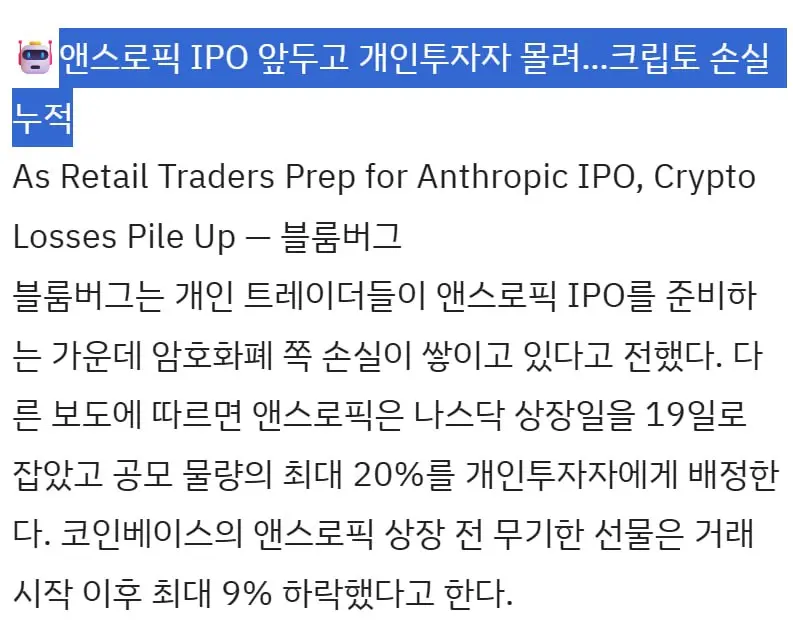 🤖앤스로픽 IPO 앞두고 개인투자자 몰려...크립토 손실
누적
As Retail Traders Prep for Anthropic IPO, Crypto
Losses Pile Up — 블룸버그
블룸버그는 개인 트레이더들이 앤스로픽 IPO를 준비하
는 가운데 암호화폐 쪽 손실이 쌓이고 있다고 전했다. 다
른 보도에 따르면 앤스로픽은 나스닥 상장일을 19일로
잡았고 공모 물량의 최대 20%를 개인투자자에게 배정한
다. 코인베이스의 앤스로픽 상장 전 무기한 선물은 거래
시작 이후 최대 9% 하락했다고 한다.